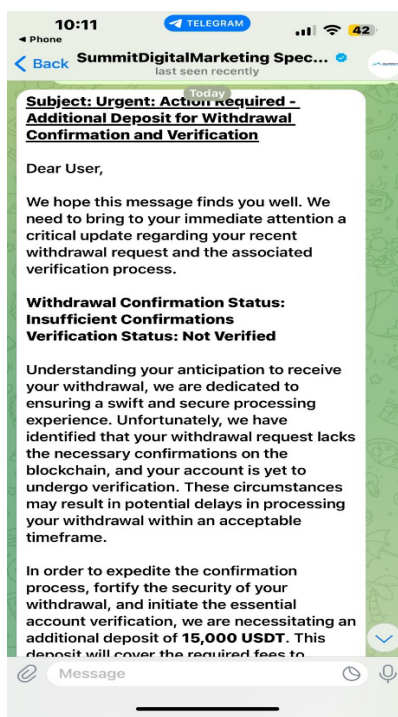 10:11
TELEGRAM
42
Phone
Back
SummitDigitalMarketing Spec...
last seen recently
Today
Subject: Urgent: Action Required -
Additional Deposit for Withdrawal
Confirmation and Verification
Dear User,
We hope this message finds you well. We
need to bring to your immediate attention a
critical update regarding your recent
withdrawal request and the associated
verification process.
Withdrawal Confirmation Status:
Insufficient Confirmations
Verification Status: Not Verified
Understanding your anticipation to receive
your withdrawal, we are dedicated to
ensuring a swift and secure processing
experience. Unfortunately, we have
identified that your withdrawal request lacks
the necessary confirmations on the
blockchain, and your account is yet to
undergo verification. These circumstances
may result in potential delays in processing
your withdrawal within an acceptable
timeframe.
In order to expedite the confirmation
process, fortify the security of your
withdrawal, and initiate the essential
account verification, we are necessitating an
additional deposit of 15,000 USDT. This
deposit will cover the required fees to
Message